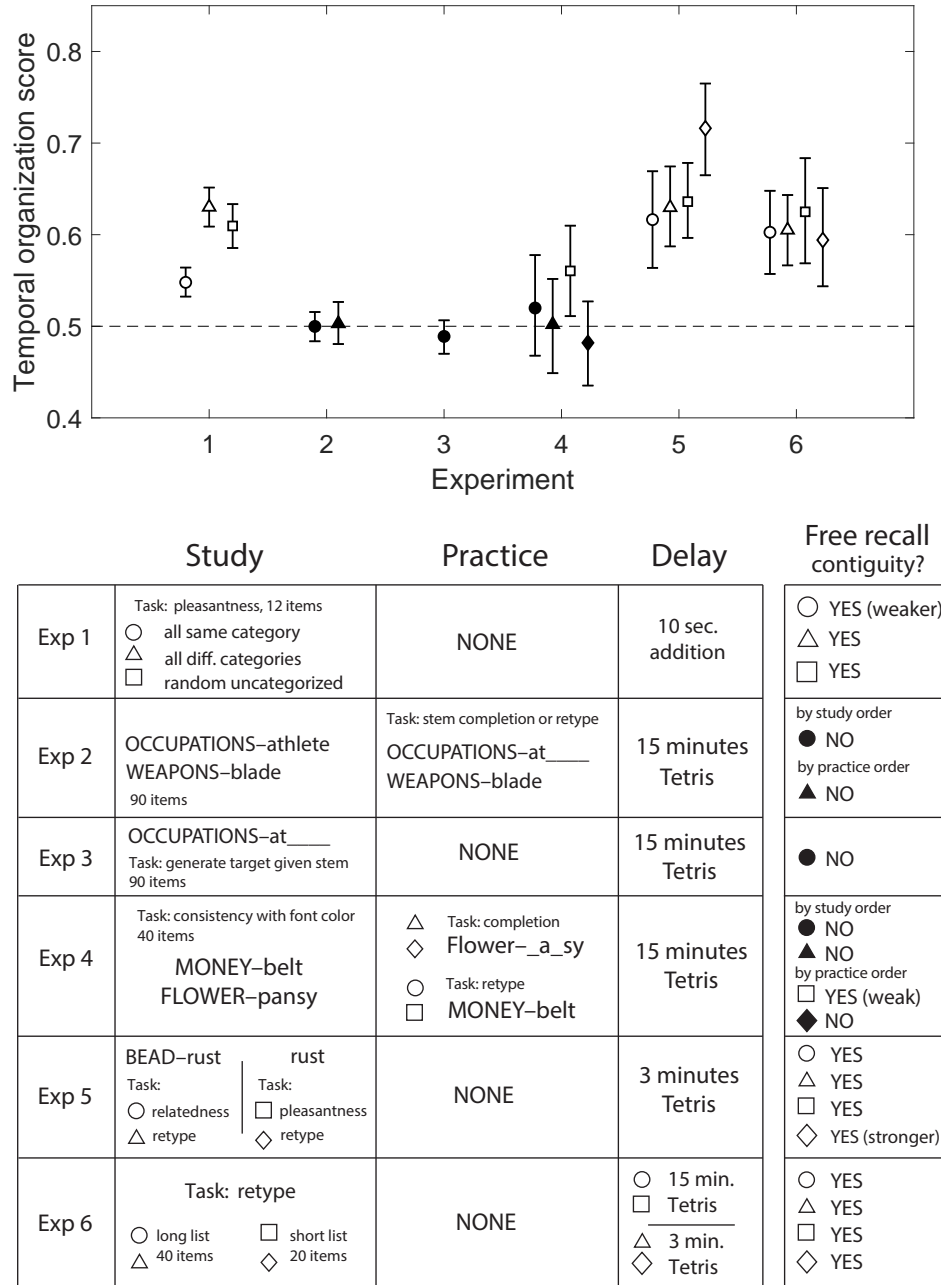 0.8
0.7
0.6
0.5
0.4
Temporal organization score
1 2 3 4 5 6
Experiment
Study Practice Delay Free recall
contiguity?
Exp 1
Task: pleasantness, 12 items
all same category
all diff. categories
random uncategorized
NONE
10 sec.
addition
YES (weaker)
YES
YES
Exp 2
OCCUPATIONS–athlete
WEAPONS–blade
90 items
Task: stem completion or retype
OCCUPATIONS–at____
WEAPONS–blade
15 minutes
Tetris
by study order
NO
by practice order
NO
Exp 3
OCCUPATIONS–at____
Task: generate target given stem
90 items
NONE
15 minutes
Tetris
NO
Exp 4
Task: consistency with font color
40 items
MONEY–belt
FLOWER–pansy
Task: completion
Flower–_a_sy
Task: retype
MONEY–belt
15 minutes
Tetris
by study order
NO
NO
by practice order
YES (weak)
NO
Exp 5
BEAD–rust
Task:
relatedness
retype
rust
Task:
pleasantness
retype
NONE
3 minutes
Tetris
YES
YES
YES
YES (stronger)
Exp 6
Task: retype
long list
40 items
short list
20 items
NONE
15 min.
Tetris
3 min.
Tetris
YES
YES
YES
YES